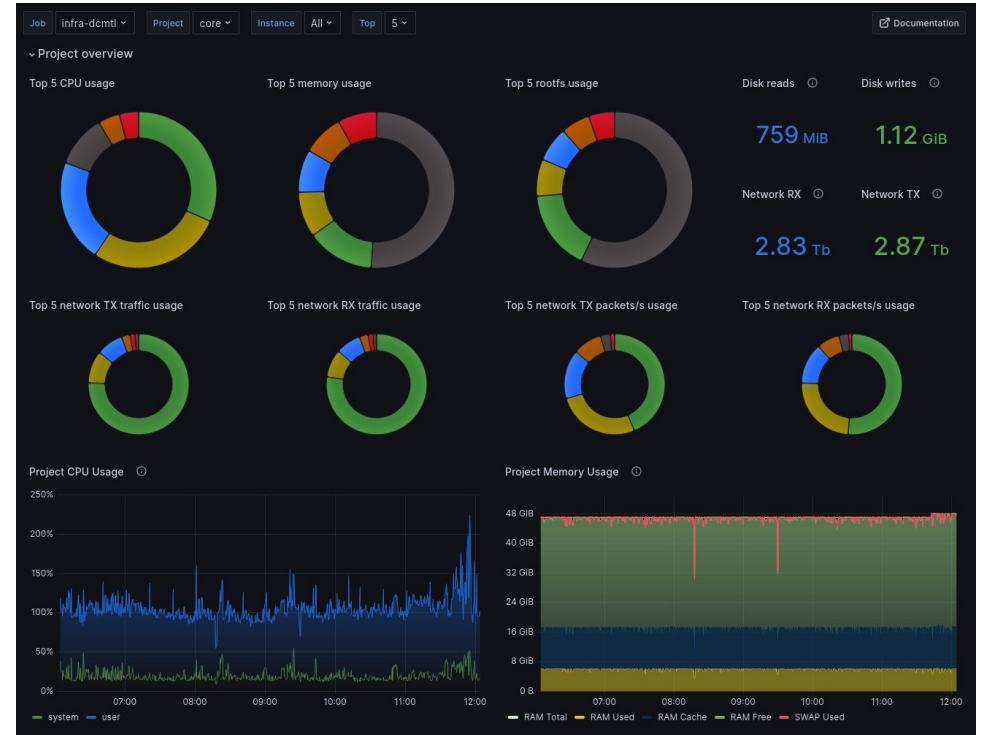 Job infra-dcmtl Project core Instance All Top 5 Documentation
Project overview
Top 5 CPU usage Top 5 memory usage Top 5 rootfs usage Disk reads Disk writes
759 MiB 1.12 GiB
Network RX Network TX
2.83 Tb 2.87 Tb
Top 5 network TX traffic usage Top 5 network RX traffic usage Top 5 network TX packets/s usage Top 5 network RX packets/s usage
Project CPU Usage Project Memory Usage
250%
200%
150%
100%
50%
0%
07:00 08:00 09:00 10:00 11:00 12:00
system user
48 GiB
40 GiB
32 GiB
24 GiB
16 GiB
8 GiB
0 B
07:00 08:00 09:00 10:00 11:00 12:00
RAM Total RAM Used RAM Cache RAM Free SWAP Used